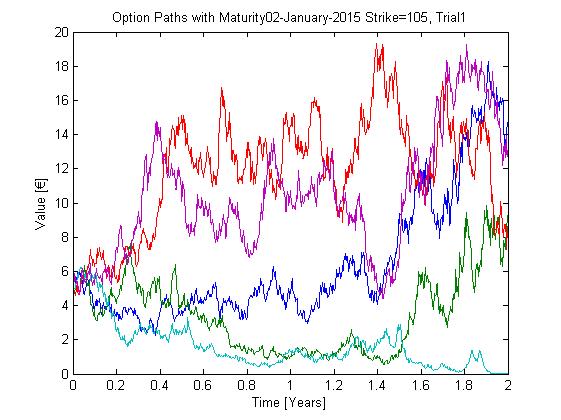 Option Paths with Maturity02-January-2015 Strike=105, Trial1
20
18
16
14
12
10
8
6
4
2
0
Value [€]
0 0.2 0.4 0.6 0.8 1 1.2 1.4 1.6 1.8 2
Time [Years]